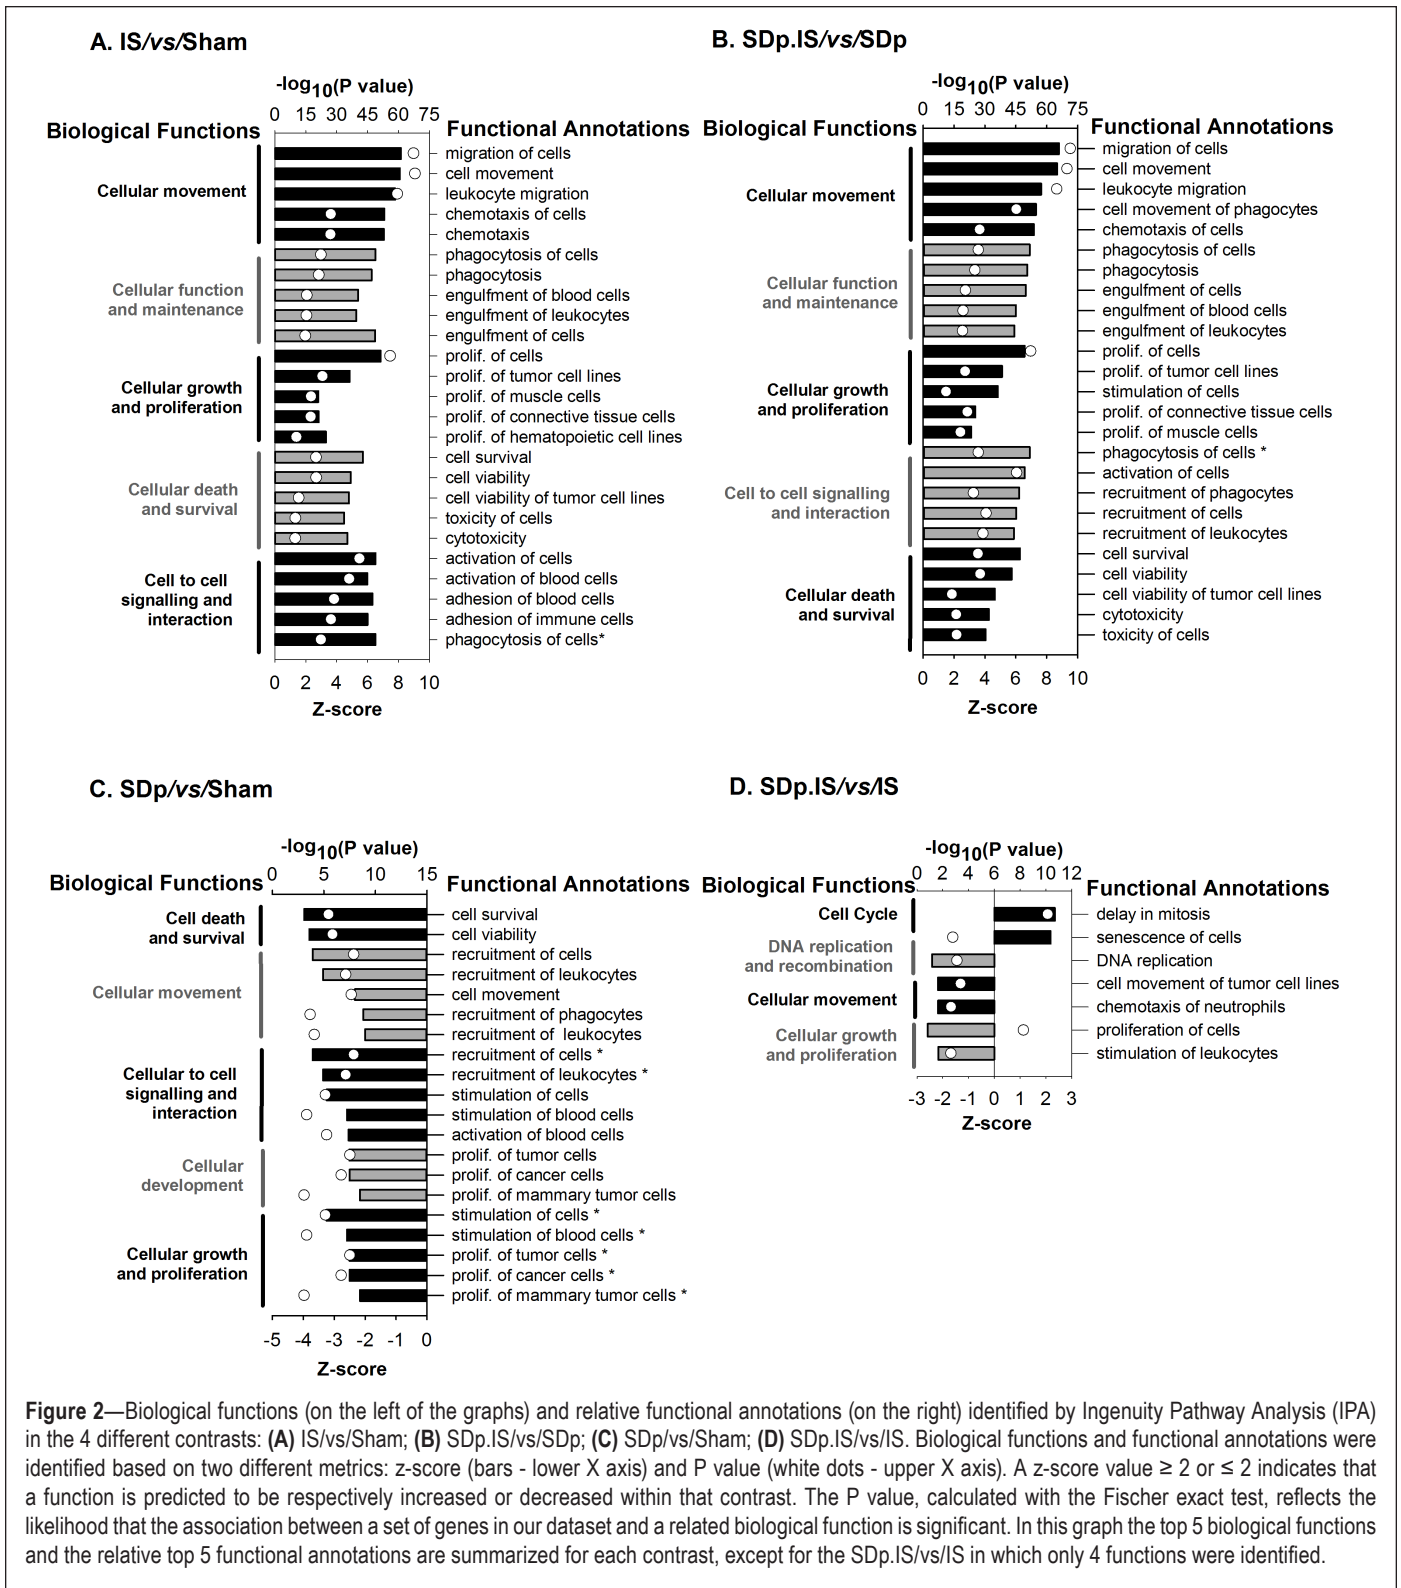 A. IS/vs/Sham
-log10(P value)
0 15 30 45 60 75
Biological Functions
Functional Annotations
Cellular movement
migration of cells
cell movement
leukocyte migration
chemotaxis of cells
chemotaxis
Cellular function
and maintenance
phagocytosis of cells
phagocytosis
engulfment of blood cells
engulfment of leukocytes
engulfment of cells
Cellular growth
and proliferation
prolif. of cells
prolif. of tumor cell lines
prolif. of muscle cells
prolif. of connective tissue cells
prolif. of hematopoietic cell lines
Cellular death
and survival
cell survival
cell viability
cell viability of tumor cell lines
toxicity of cells
cytotoxicity
Cell to cell
signalling and
interaction
activation of cells
activation of blood cells
adhesion of blood cells
adhesion of immune cells
phagocytosis of cells*
0 2 4 6 8 10
Z-score
B. SDp.IS/vs/SDp
-log10(P value)
0 15 30 45 60 75
Biological Functions
Functional Annotations
Cellular movement
migration of cells
cell movement
leukocyte migration
cell movement of phagocytes
chemotaxis of cells
Cellular function
and maintenance
phagocytosis of cells
phagocytosis
engulfment of cells
engulfment of blood cells
engulfment of leukocytes
Cellular growth
and proliferation
prolif. of cells
prolif. of tumor cell lines
stimulation of cells
prolif. of connective tissue cells
prolif. of muscle cells
Cell to cell signalling
and interaction
phagocytosis of cells *
activation of cells
recruitment of phagocytes
recruitment of cells
recruitment of leukocytes
Cellular death
and survival
cell survival
cell viability
cell viability of tumor cell lines
cytotoxicity
toxicity of cells
0 2 4 6 8 10
Z-score
C. SDp/vs/Sham
-log10(P value)
0 5 10 15
Biological Functions
Functional Annotations
Cell death
and survival
cell survival
cell viability
Cellular movement
recruitment of cells
recruitment of leukocytes
cell movement
recruitment of phagocytes
recruitment of leukocytes
Cellular to cell
signalling and
interaction
recruitment of cells *
recruitment of leukocytes *
stimulation of cells
stimulation of blood cells
activation of blood cells
Cellular
development
prolif. of tumor cells
prolif. of cancer cells
prolif. of mammary tumor cells
Cellular growth
and proliferation
stimulation of cells *
stimulation of blood cells *
prolif. of tumor cells *
prolif. of cancer cells *
prolif. of mammary tumor cells *
-5 -4 -3 -2 -1 0
Z-score
D. SDp.IS/vs/IS
-log10(P value)
0 2 4 6 8 10 12
Biological Functions
Functional Annotations
Cell Cycle
delay in mitosis
senescence of cells
DNA replication
and recombination
DNA replication
Cellular movement
cell movement of tumor cell lines
chemotaxis of neutrophils
Cellular growth
and proliferation
proliferation of cells
stimulation of leukocytes
-3 -2 -1 0 1 2 3
Z-score
Figure 2—Biological functions (on the left of the graphs) and relative functional annotations (on the right) identified by Ingenuity Pathway Analysis (IPA)
in the 4 different contrasts: (A) IS/vs/Sham; (B) SDp.IS/vs/SDp; (C) SDp/vs/Sham; (D) SDp.IS/vs/IS. Biological functions and functional annotations were
identified based on two different metrics: z-score (bars - lower X axis) and P value (white dots - upper X axis). A z-score value ≥ 2 or ≤ 2 indicates that
a function is predicted to be respectively increased or decreased within that contrast. The P value, calculated with the Fischer exact test, reflects the
likelihood that the association between a set of genes in our dataset and a related biological function is significant. In this graph the top 5 biological functions
and the relative top 5 functional annotations are summarized for each contrast, except for the SDp.IS/vs/IS in which only 4 functions were identified.